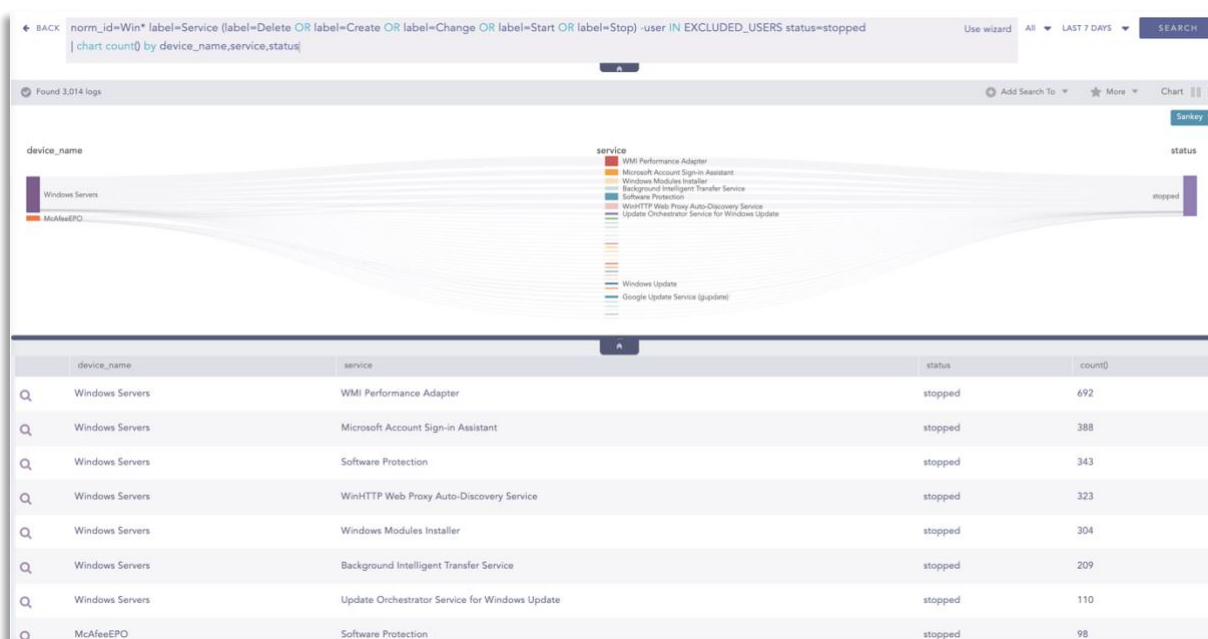 BACK norm_id=Win* label=Service (label=Delete OR label=Create OR label=Change OR label=Start OR label=Stop) -user IN EXCLUDED_USERS status=stopped Use wizard All LAST 7 DAYS SEARCH
| chart count() by device_name,service,status
Found 3,014 logs Add Search To More Chart
Sankey
device_name service status
WMI Performance Adapter
Microsoft Account Sign-in Assistant
Windows Modules Installer
Background Intelligent Transfer Service
Windows Servers Software Protection stopped
WinHTTP Web Proxy Auto-Discovery Service
McAfeeEPO Update Orchestrator Service for Windows Update
Windows Update
Google Update Service (gupdate)
device_name service status count()
Windows Servers WMI Performance Adapter stopped 692
Windows Servers Microsoft Account Sign-in Assistant stopped 388
Windows Servers Software Protection stopped 343
Windows Servers WinHTTP Web Proxy Auto-Discovery Service stopped 323
Windows Servers Windows Modules Installer stopped 304
Windows Servers Background Intelligent Transfer Service stopped 209
Windows Servers Update Orchestrator Service for Windows Update stopped 110
McAfeeEPO Software Protection stopped 98